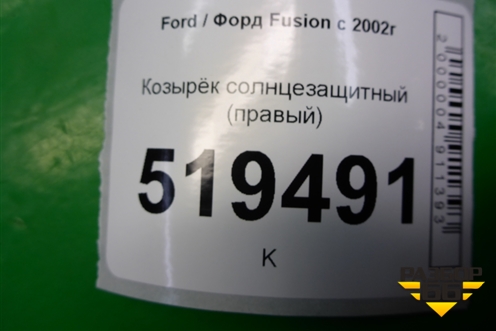 Ford / Форд Fusion с 2002г
Козырёк солнцезащитный
(правый)
519491
К